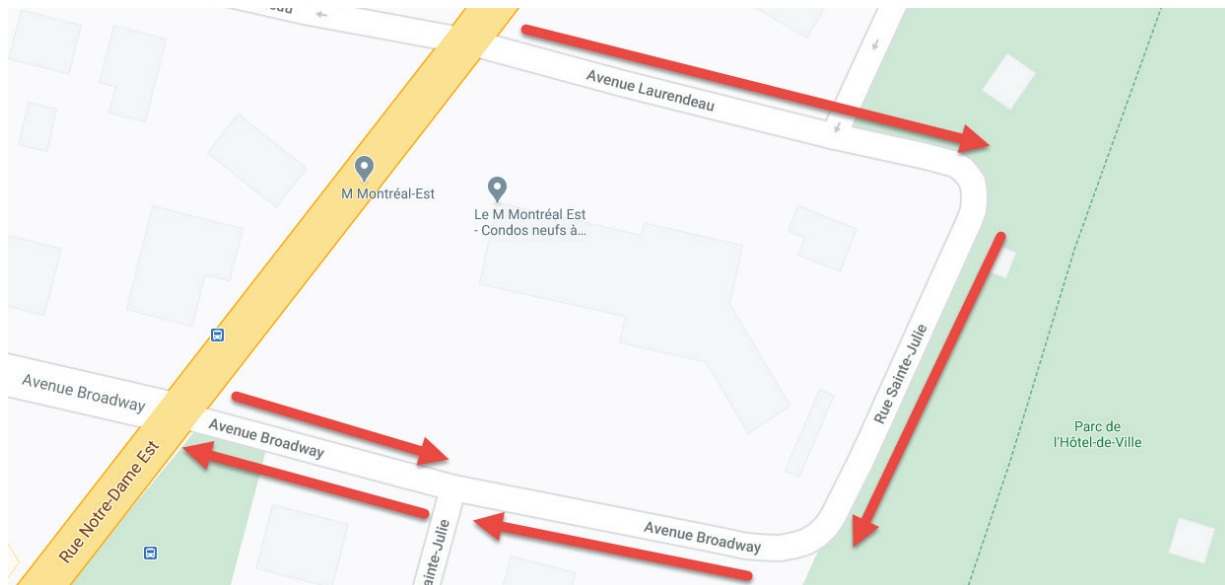 Avenue Laurendeau
M Montréal-Est
Le M Montréal Est
- Condos neufs à...
Rue Sainte-Julie
Avenue Broadway
Avenue Broadway
Parc de
l'Hôtel-de-Ville
Rue Notre-Dame Est
Avenue Broadway